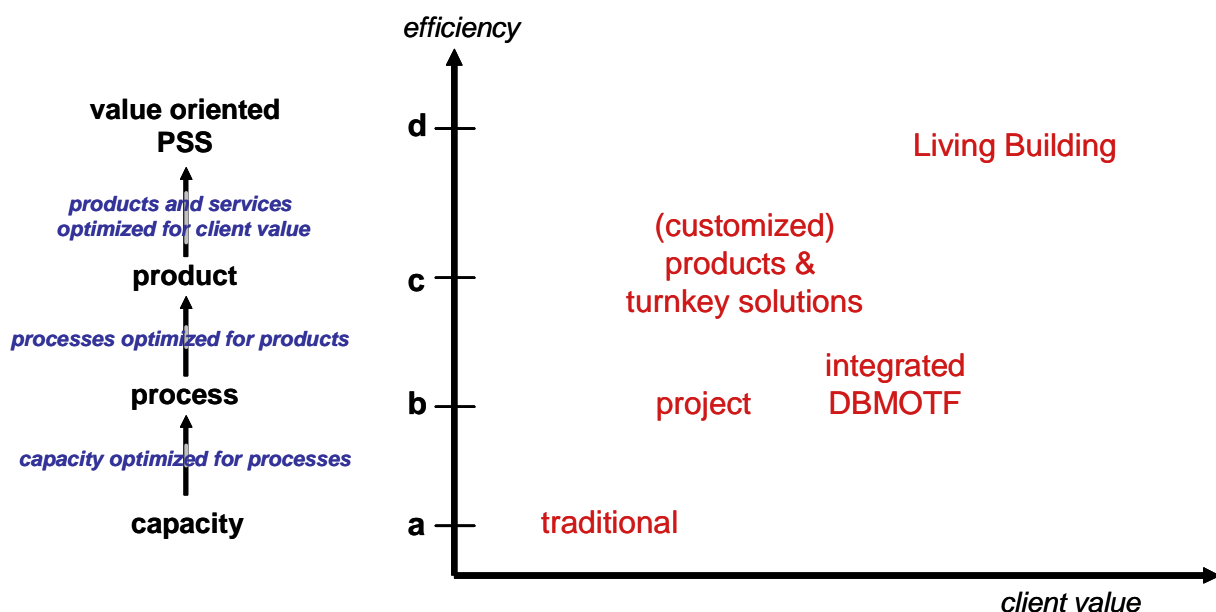 efficiency
value oriented
PSS
products and services
optimized for client value
product
processes optimized for products
process
capacity optimized for processes
capacity
d
c
b
a
Living Building
(customized)
products &
turnkey solutions
integrated
project DBMOTF
traditional
client value